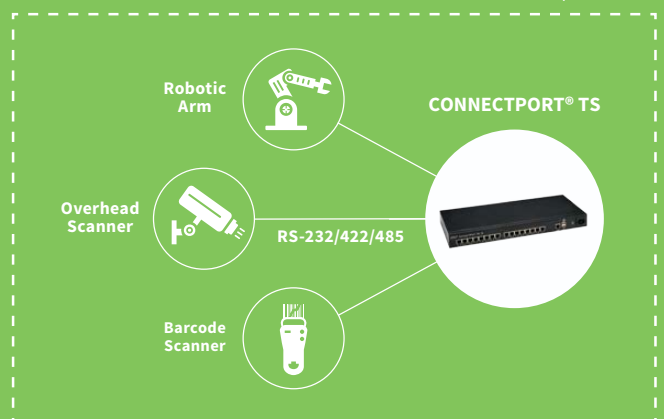 Robotic
Arm
CONNECTPORT® TS
Overhead
Scanner
RS-232/422/485
Barcode
Scanner